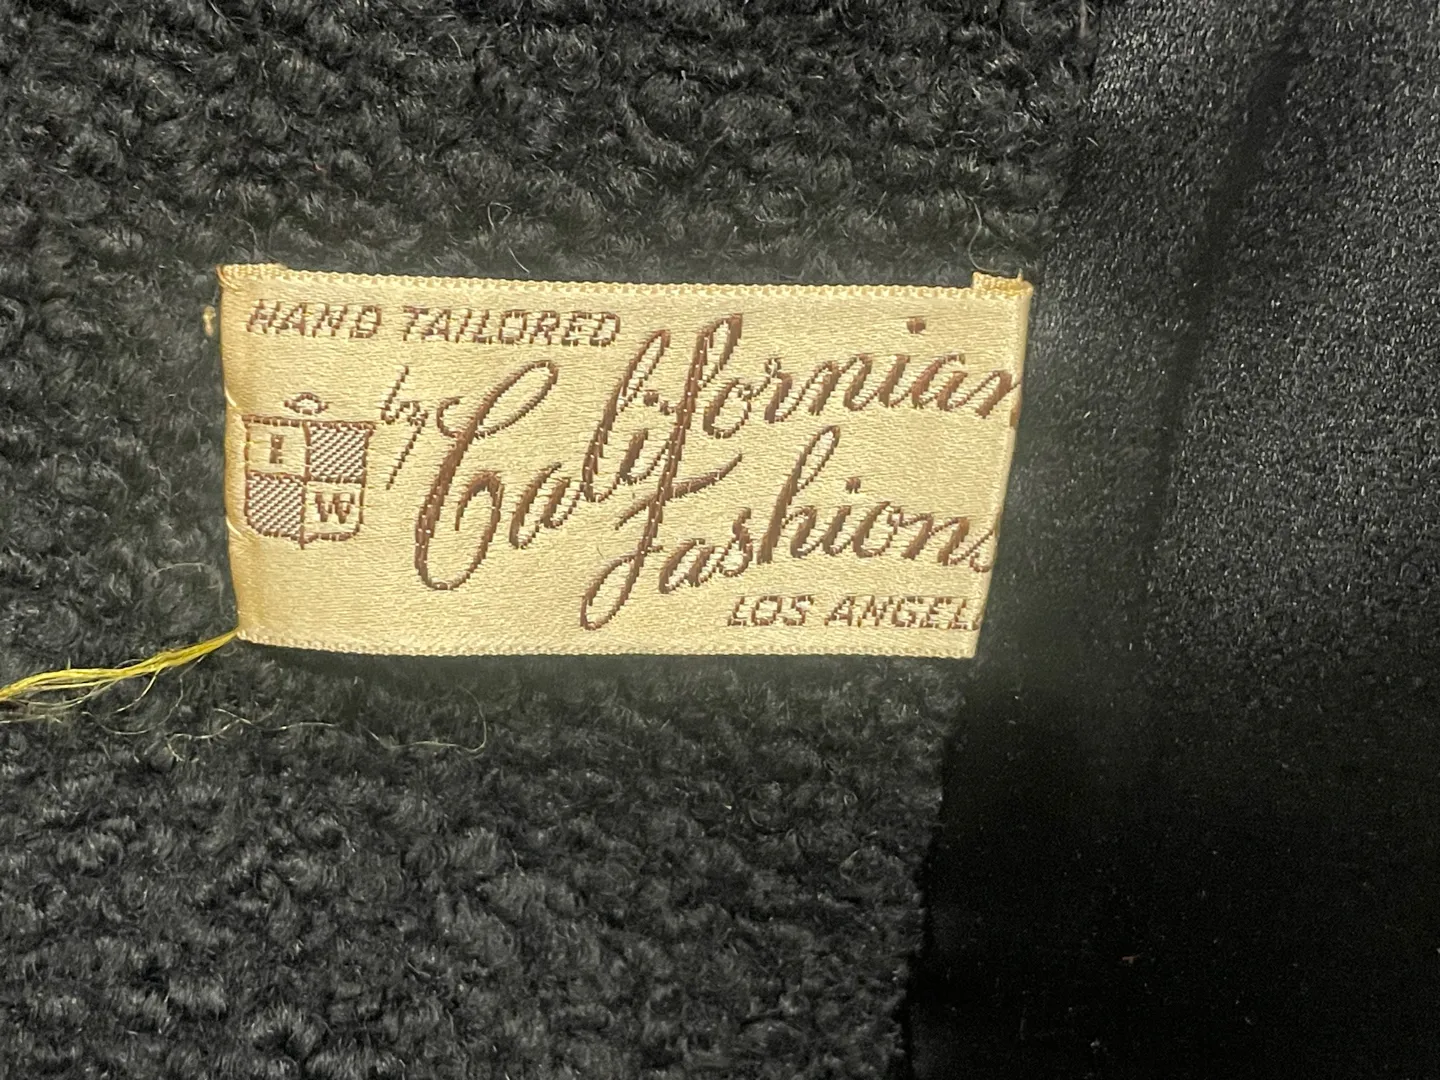 HAND TAILORED
by Californian
Fashions
I
W
LOS ANGEL